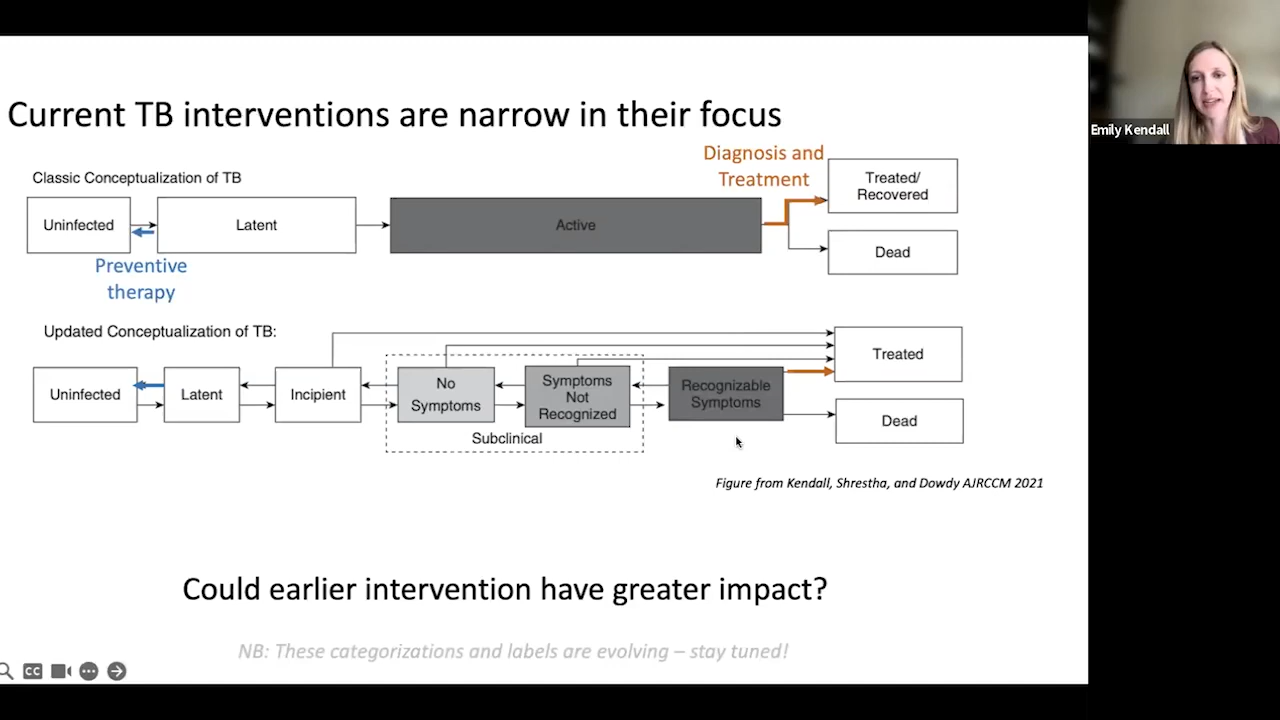 Current TB interventions are narrow in their focus
Emily Kendall
Diagnosis and
Treatment
Classic Conceptualization of TB
Uninfected
Latent
Active
Treated/
Recovered
Dead
Preventive
therapy
Updated Conceptualization of TB:
Uninfected
Latent
Incipient
No
Symptoms
Symptoms
Not
Recognized
Subclinical
Recognizable
Symptoms
Treated
Dead
Figure from Kendall, Shrestha, and Dowdy AJRCCM 2021
Could earlier intervention have greater impact?
NB: These categorizations and labels are evolving – stay tuned!
CC